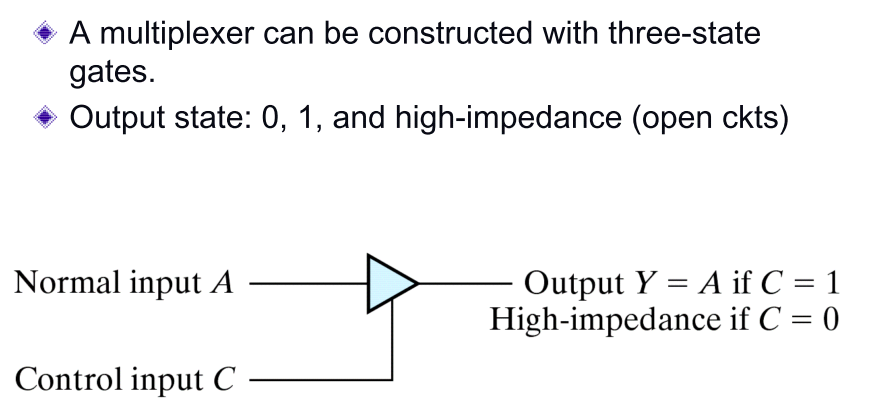 A multiplexer can be constructed with three-state
gates.
Output state: 0, 1, and high-impedance (open ckts)
Normal input A
Output Y = A if C = 1
High-impedance if C = 0
Control input C